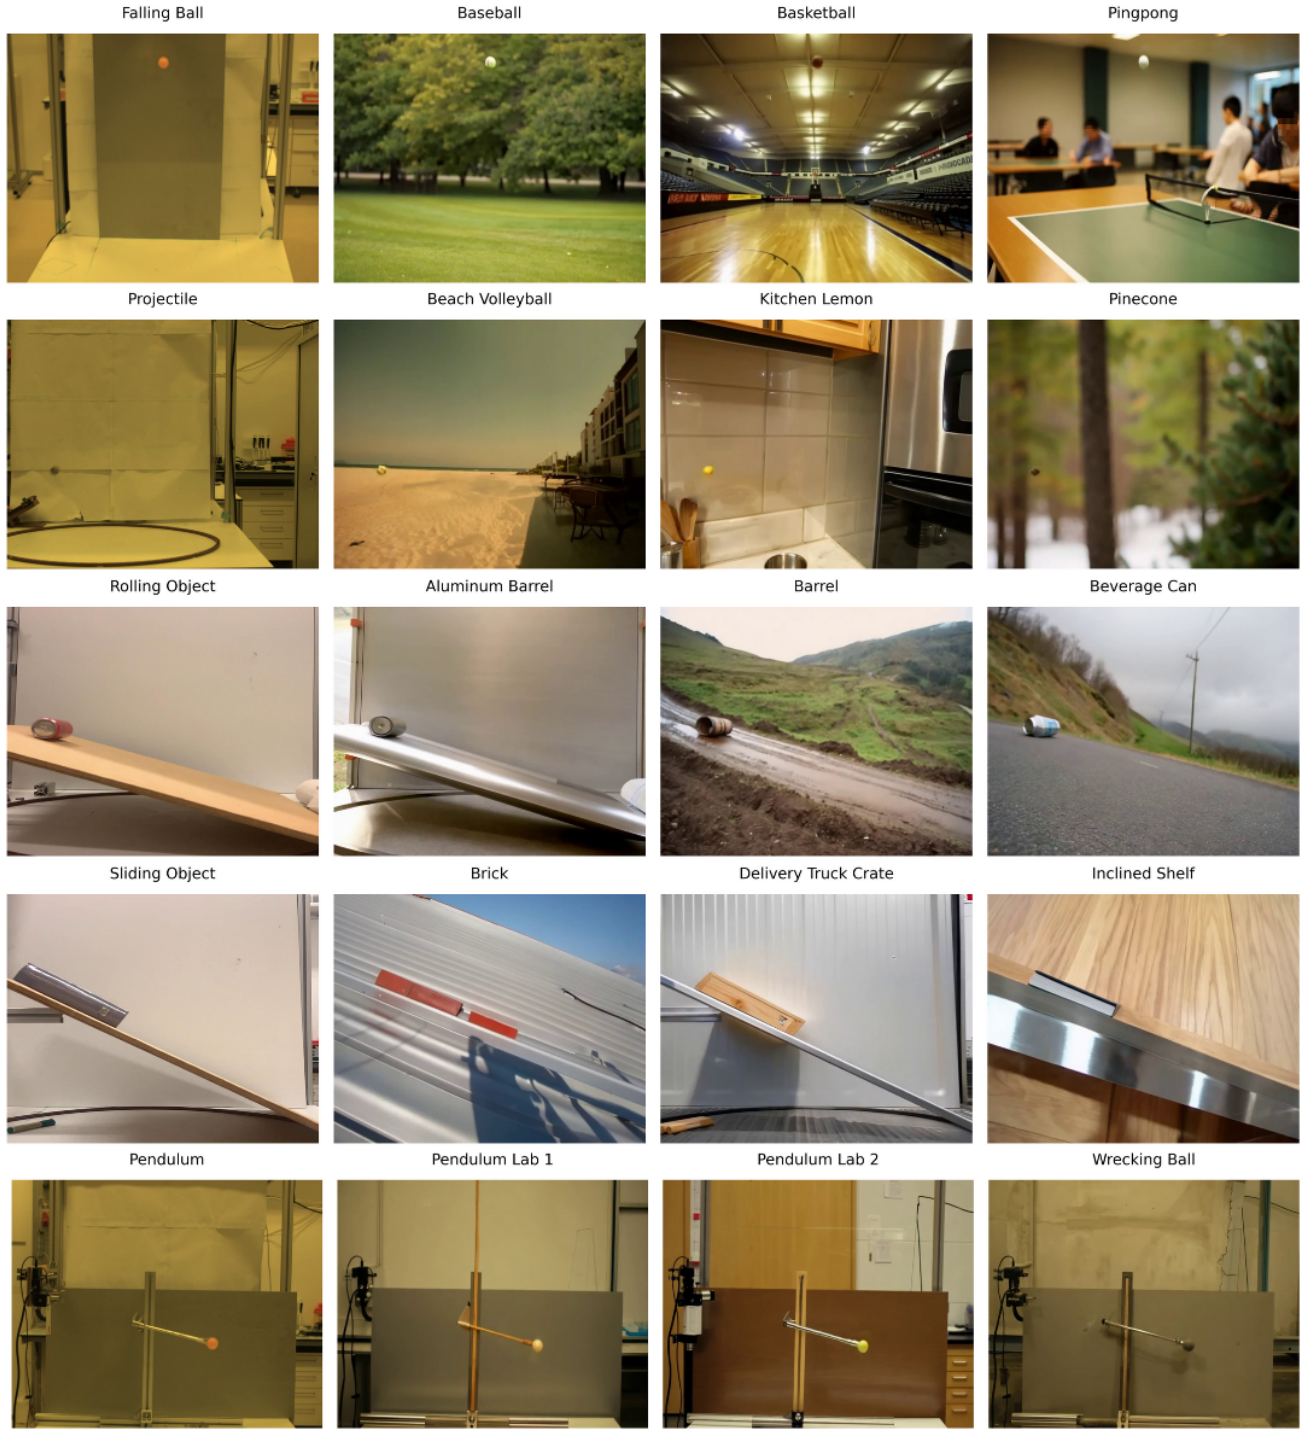 Falling Ball
Baseball
Basketball
Pingpong
Projectile
Beach Volleyball
Kitchen Lemon
Pinecone
Rolling Object
Aluminum Barrel
Barrel
Beverage Can
Sliding Object
Brick
Delivery Truck Crate
Inclined Shelf
Pendulum
Pendulum Lab 1
Pendulum Lab 2
Wrecking Ball